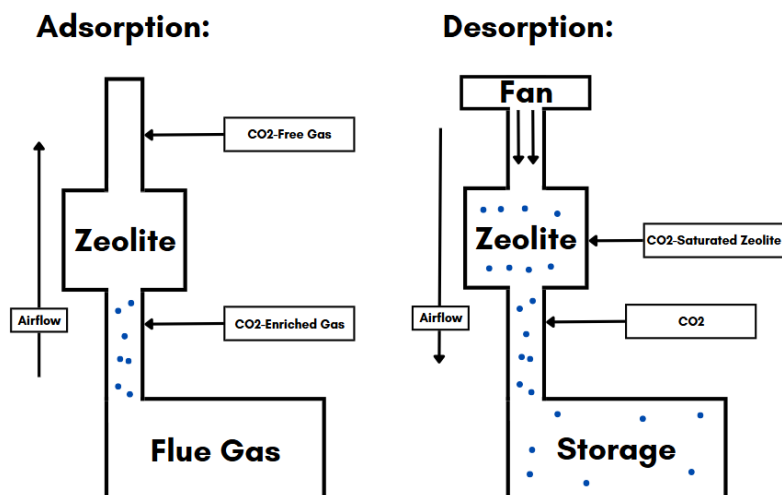 Adsorption:
CO2-Free Gas
Zeolite
Airflow
CO2-Enriched Gas
Flue Gas
Desorption:
Fan
Zeolite
CO2-Saturated Zeolite
Airflow
CO2
Storage